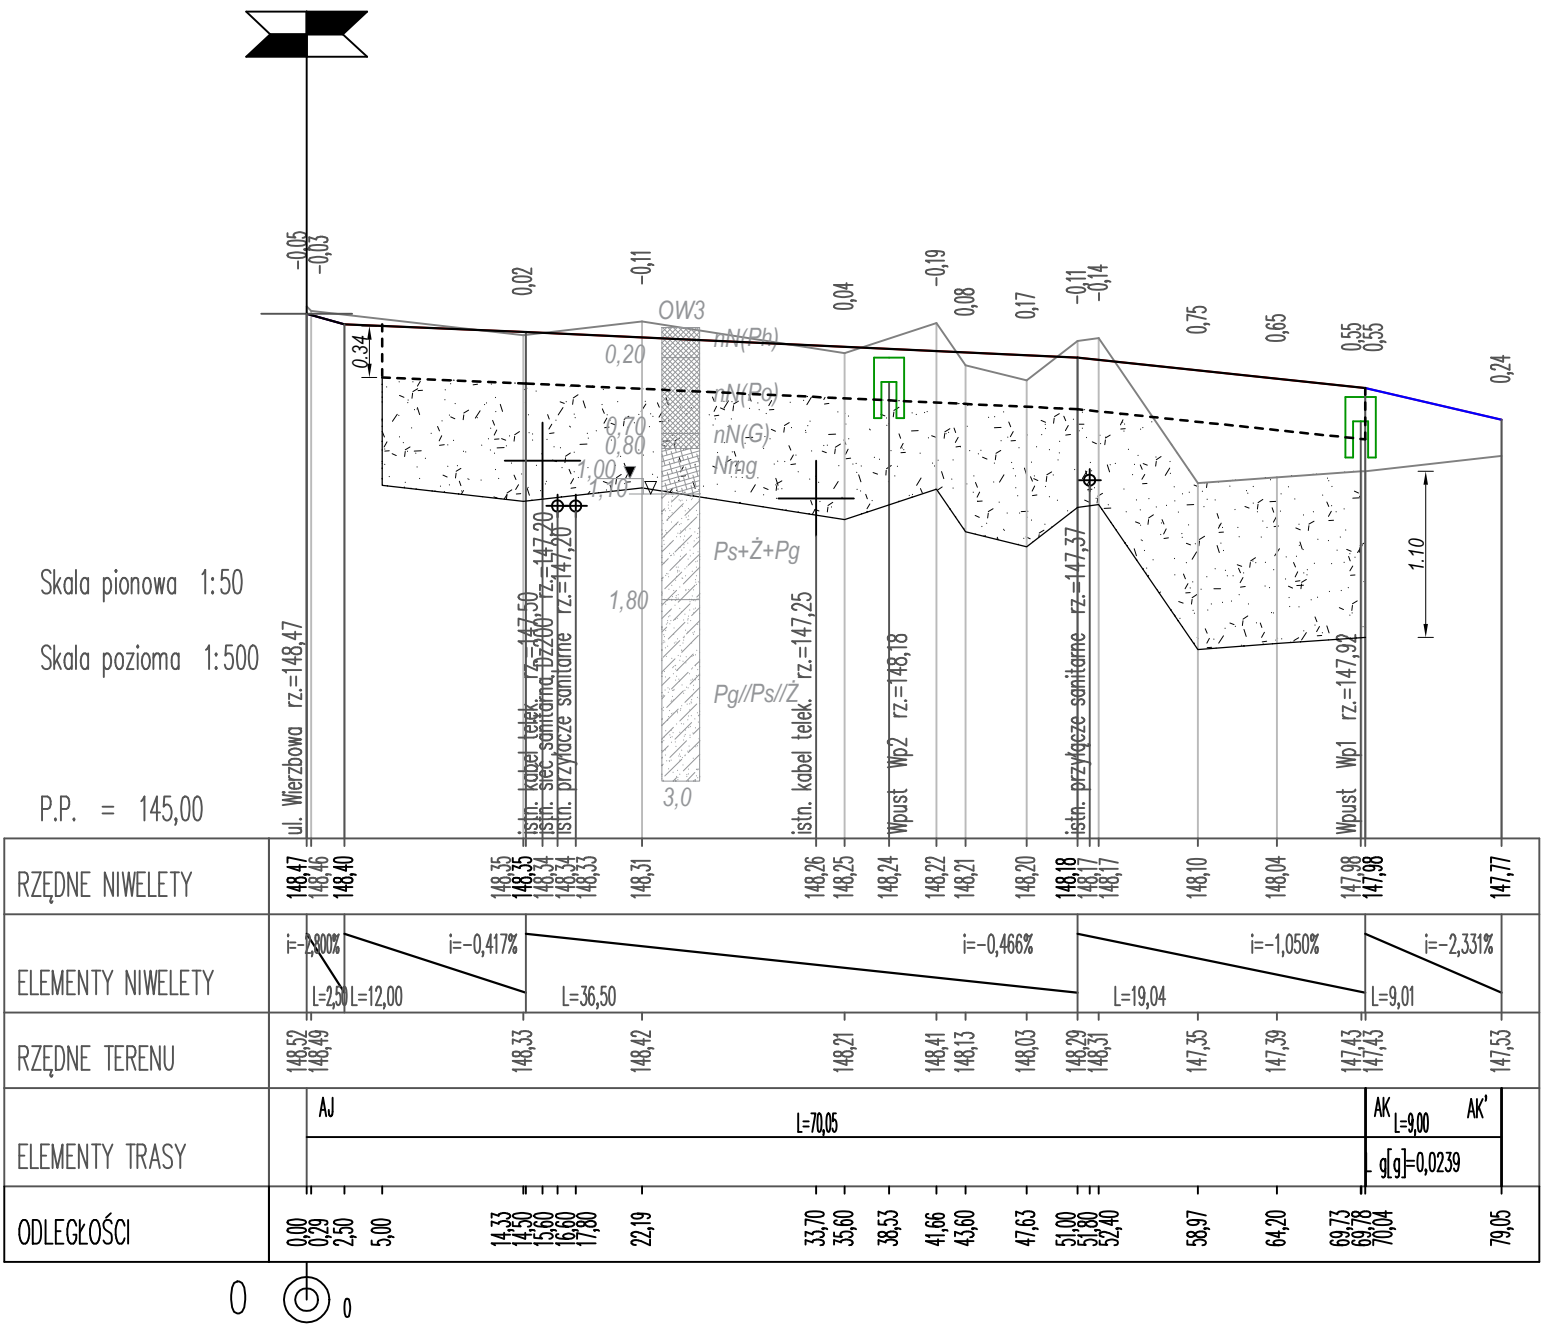 -0,05
-0,03
0,02
-0,11
0,04
-0,19
0,08
0,17
-0,11
-0,14
0,75
0,65
0,55
0,55
0,24
OW3
nN(Ph)
0,20
0.34
nN(Po)
0,70
nN(G)
0,80
Nmg
1,00
1,10
Ps+Ż+Pg
1,80
Pg//Ps//Ż
3,0
1.10
Skala pionowa 1:50
Skala pozioma 1:500
P.P. = 145,00
ul. Wierzbowa rz.=148,47
istn. kabel telek. rz.=147,50
istn. sieć sanitarna Dz200 rz.=147,20
istn. przyłącze sanitarne rz.=147,20
istn. kabel telek. rz.=147,25
Wpust Wp2 rz.=148,18
istn. przyłącze sanitarne rz.=147,37
Wpust Wp1 rz.=147,92
RZĘDNE NIWELETY
148,47
148,46
148,40
148,35
148,35
148,34
148,34
148,33
148,31
148,26
148,25
148,24
148,22
148,21
148,20
148,18
148,17
148,17
148,10
148,04
147,98
147,98
147,77
ELEMENTY NIWELETY
i=-2,800%
i=-0,417%
i=-0,466%
i=-1,050%
i=-2,331%
L=2,50
L=12,00
L=36,50
L=19,04
L=9,01
RZĘDNE TERENU
148,52
148,49
148,33
148,42
148,21
148,41
148,13
148,03
148,29
148,31
147,35
147,39
147,43
147,43
147,53
ELEMENTY TRASY
AJ
L=70,05
AK
L=9,00
AK'
g[g]=0,0239
ODLEGŁOŚCI
0,00
0,29
2,50
5,00
14,33
14,50
15,60
16,60
17,80
22,19
33,70
35,60
38,53
41,66
43,60
47,63
51,00
51,80
52,40
58,97
64,20
69,73
69,78
70,04
79,05
0
0